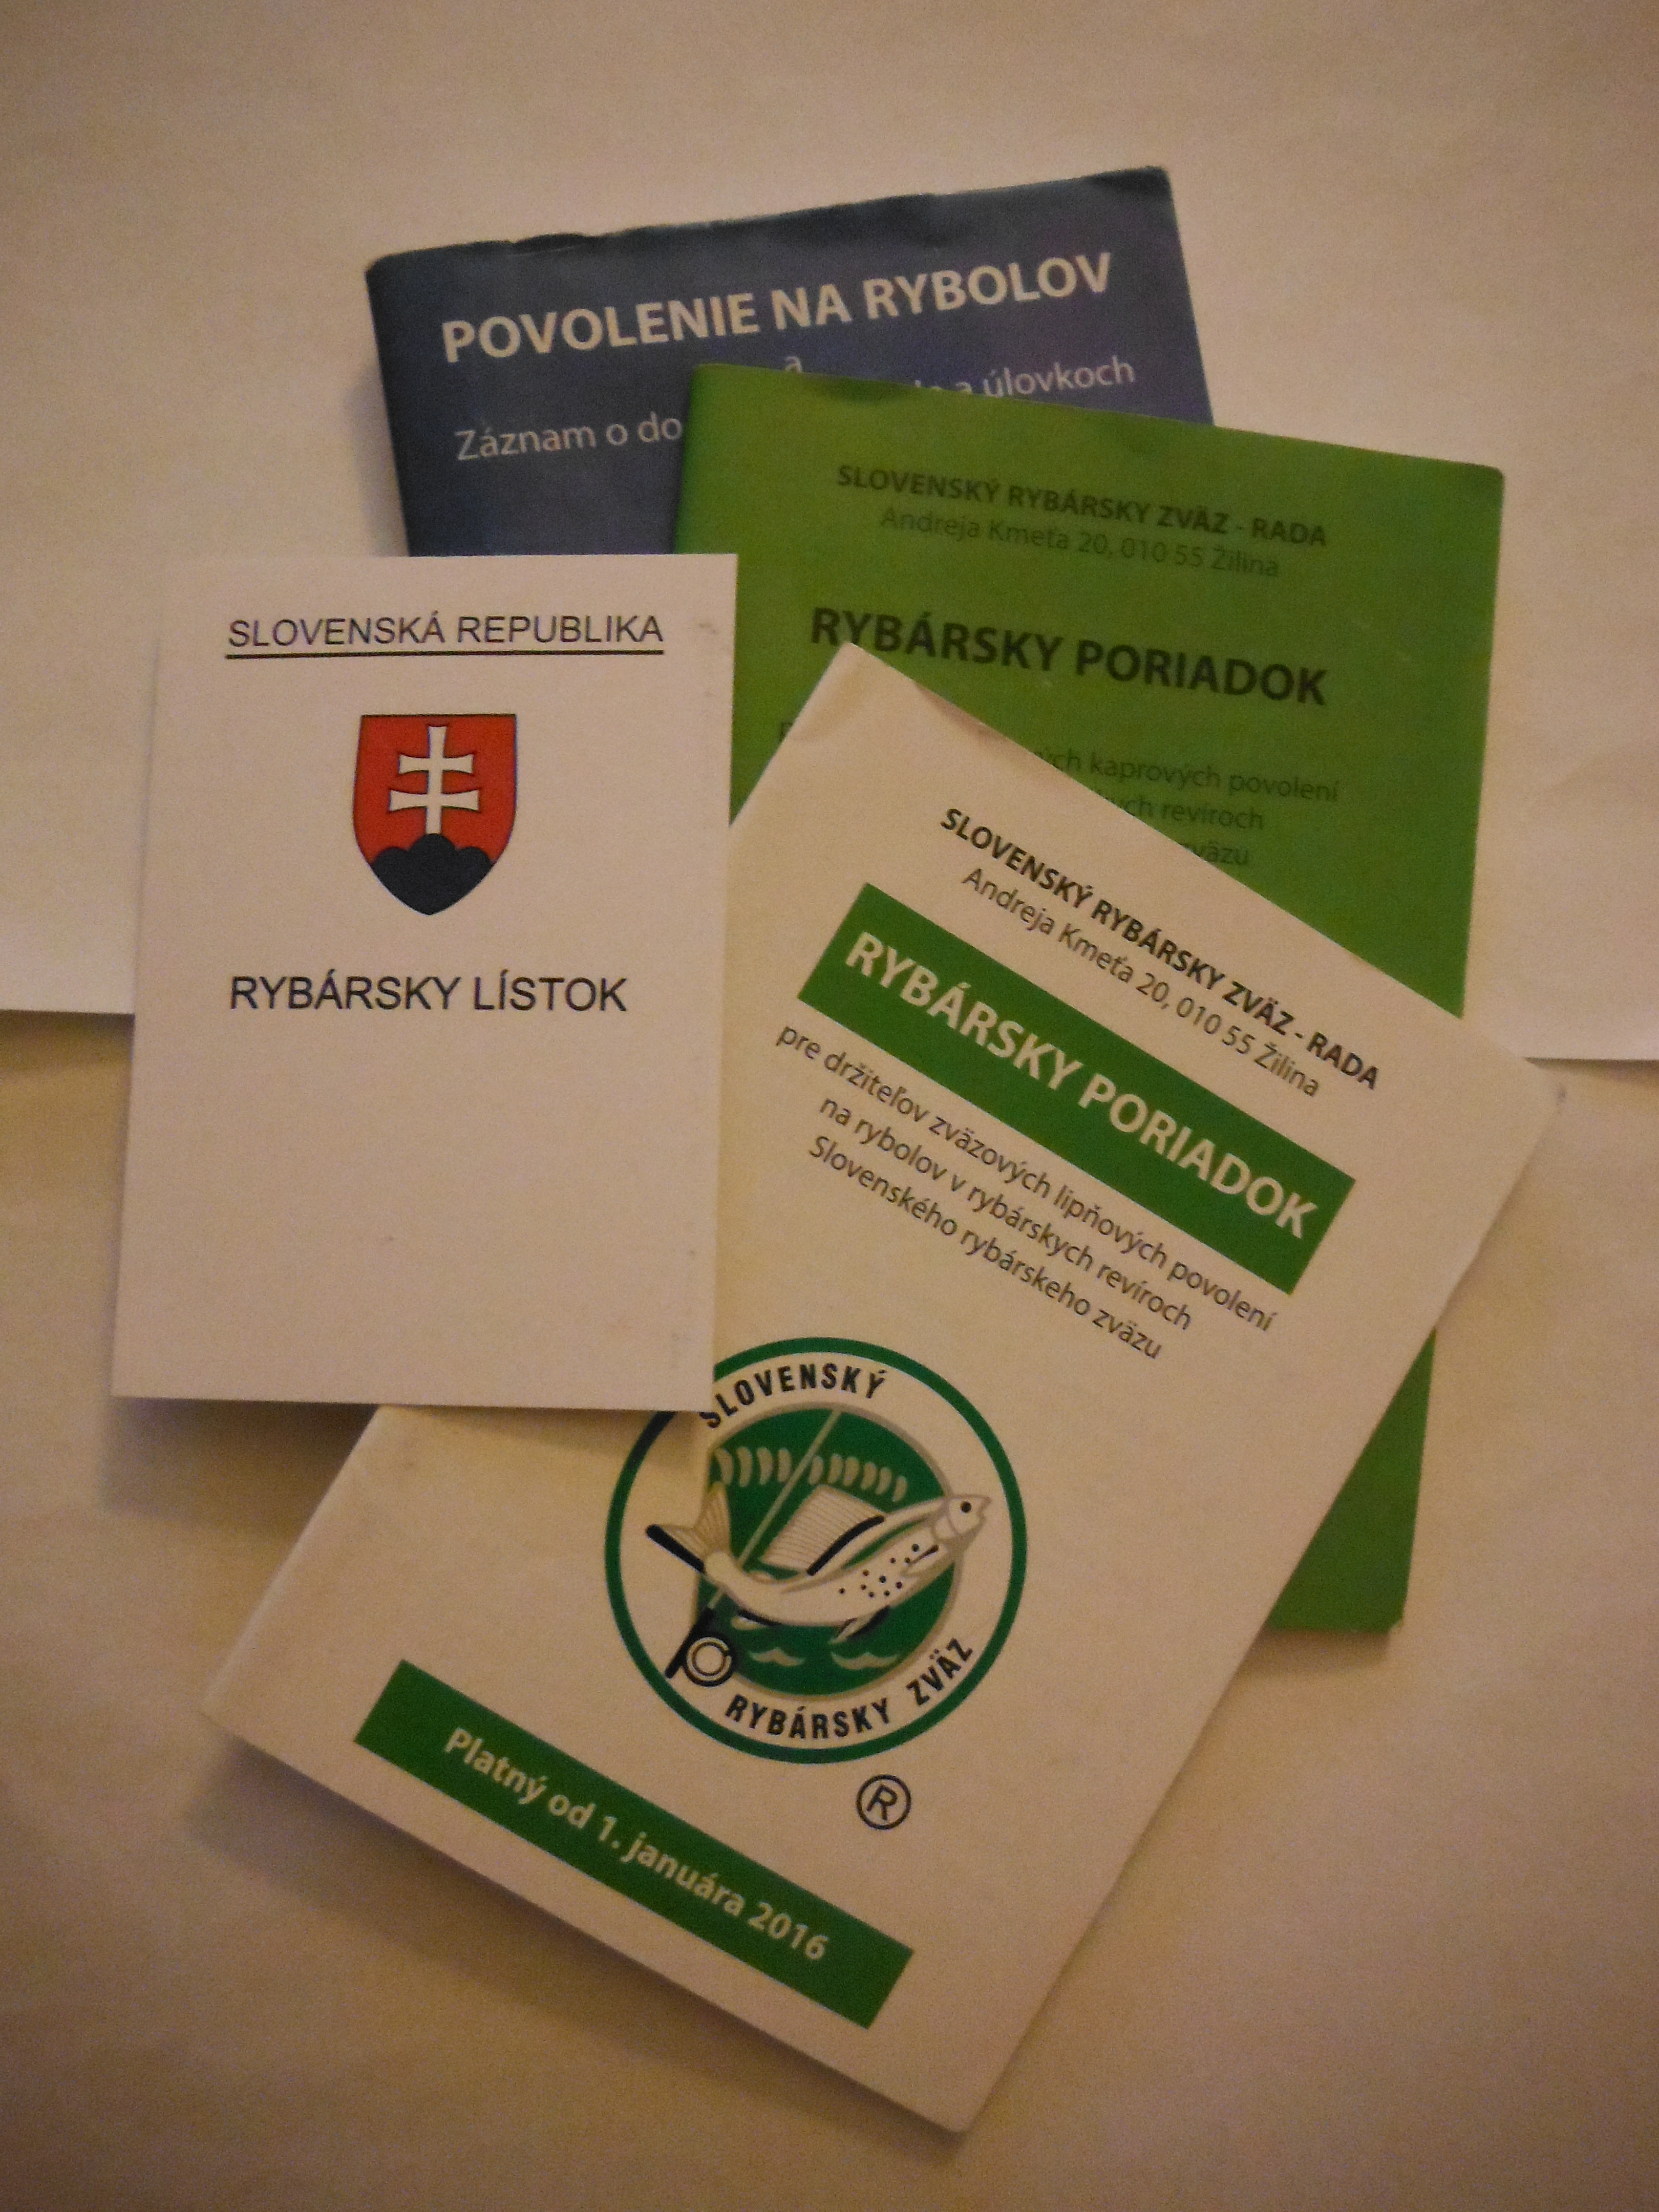 POVOLENIE NA RYBOLOV
a
Záznam o do
a úlovkoch
SLOVENSKÝ RYBÁRSKY ZVÄZ - RADA
Andreja Kmeťa 20, 010 55 Žilina
RYBÁRSKY PORIADOK
kaprových povolení
revíroch
zväzu
SLOVENSKÁ REPUBLIKA
RYBÁRSKY LÍSTOK
SLOVENSKÝ RYBÁRSKY ZVÄZ - RADA
Andreja Kmeťa 20, 010 55 Žilina
RYBÁRSKY PORIADOK
pre držiteľov zväzových lipňových povolení
na rybolov v rybárskych revíroch
Slovenského rybárskeho zväzu
SLOVENSKÝ
RYBÁRSKY ZVÄZ
®
Platný od 1. januára 2016